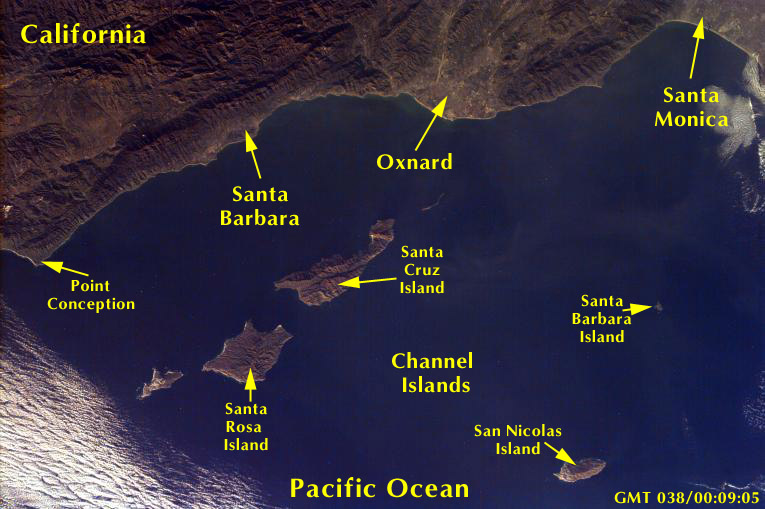 California
Santa
Monica
Oxnard
Santa
Barbara
Santa
Cruz
Island
Point
Conception
Santa
Barbara
Island
Channel
Islands
Santa
Rosa
Island
San Nicolas
Island
Pacific Ocean
GMT 038/00:09:05